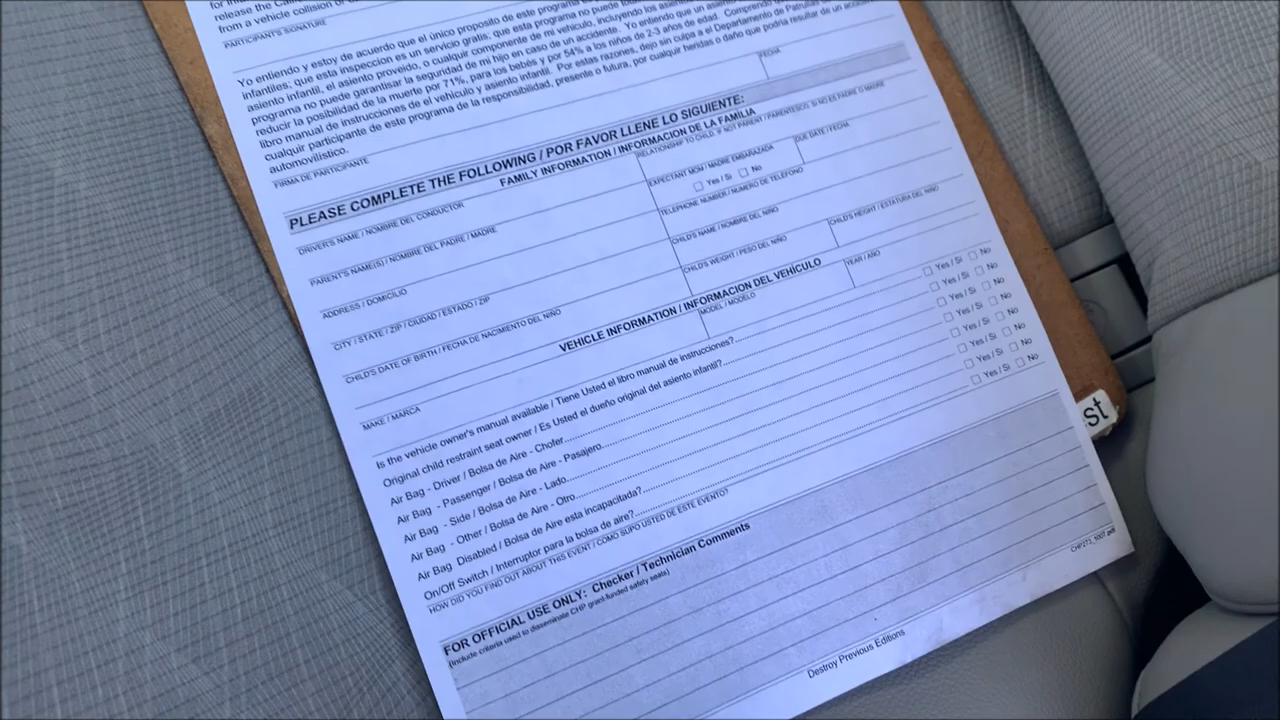 release the Cali
from a vehicle collision or
PARTICIPANT'S SIGNATURE
Yo entiendo y estoy de acuerdo que el único proposito de este programa
infantiles; que esta inspeccion es un servicio gratis; que esta programa no puede
asiento infantil, el asiento proveido, o cualquier componente de mi vehiculo, incluyendo los
programa no puede garantisar la seguridad de mi hijo en caso de un accidente. Yo entiendo que un
reducir la posibilidad de la muerte por 71%, para los bebés y por 54% a los niños de 2-3 años de edad. Comprendo
libro manual de instrucciones de el vehiculo y asiento infantil. Por estas razones, dejo sin culpa a el Departamento de Patrullas
cualquier participante de este programa de la responsibilidad, presente o futura, por cualquier heridas o daño que podria resultar de un
automovilistico.
FIRMA DE PARTICIPANTE FECHA
PLEASE COMPLETE THE FOLLOWING / POR FAVOR LLENE LO SIGUIENTE:
FAMILY INFORMATION / INFORMACION DE LA FAMILIA
DRIVER'S NAME / NOMBRE DEL CONDUCTOR RELATIONSHIP TO CHILD, IF NOT PARENT / PARENTESCO, SI NO ES PADRE O MADRE
PARENT'S NAME(S) / NOMBRE DEL PADRE / MADRE EXPECTANT MOM / MADRE EMBARAZADA DUE DATE / FECHA
Yes / Si No
ADDRESS / DOMICILIO TELEPHONE NUMBER / NUMERO DE TELEFONO
CITY / STATE / ZIP / CIUDAD / ESTADO / ZIP CHILD'S NAME / NOMBRE DEL NIÑO
CHILD'S DATE OF BIRTH / FECHA DE NACIMIENTO DEL NIÑO CHILD'S WEIGHT / PESO DEL NIÑO CHILD'S HEIGHT / ESTATURA DEL NIÑO
VEHICLE INFORMATION / INFORMACION DEL VEHÍCULO
MAKE / MARCA MODEL / MODELO YEAR / AÑO
Is the vehicle owner's manual available / Tiene Usted el libro manual de instrucciones? Yes / Si No
Original child restraint seat owner / Es Usted el dueño original del asiento infantil? Yes / Si No
Air Bag - Driver / Bolsa de Aire - Chofer Yes / Si No
Air Bag - Passenger / Bolsa de Aire - Pasajero Yes / Si No
Air Bag - Side / Bolsa de Aire - Lado Yes / Si No
Air Bag - Other / Bolsa de Aire - Otro Yes / Si No
Air Bag Disabled / Bolsa de Aire esta incapacitada? Yes / Si No
On/Off Switch / Interruptor para la bolsa de aire? Yes / Si No
HOW DID YOU FIND OUT ABOUT THIS EVENT / COMO SUPO USTED DE ESTE EVENTO?
FOR OFFICIAL USE ONLY: Checker / Technician Comments
(Include criteria used to disseminate CHP grant-funded safety seats)
Destroy Previous Editions
st